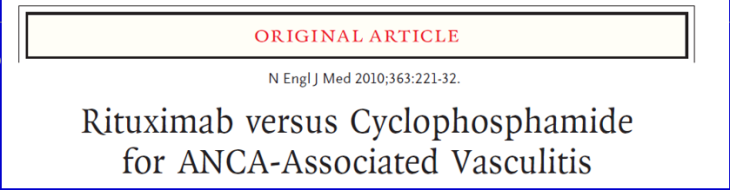 ORIGINAL ARTICLE
N Engl J Med 2010;363:221-32.
Rituximab versus Cyclophosphamide
for ANCA-Associated Vasculitis